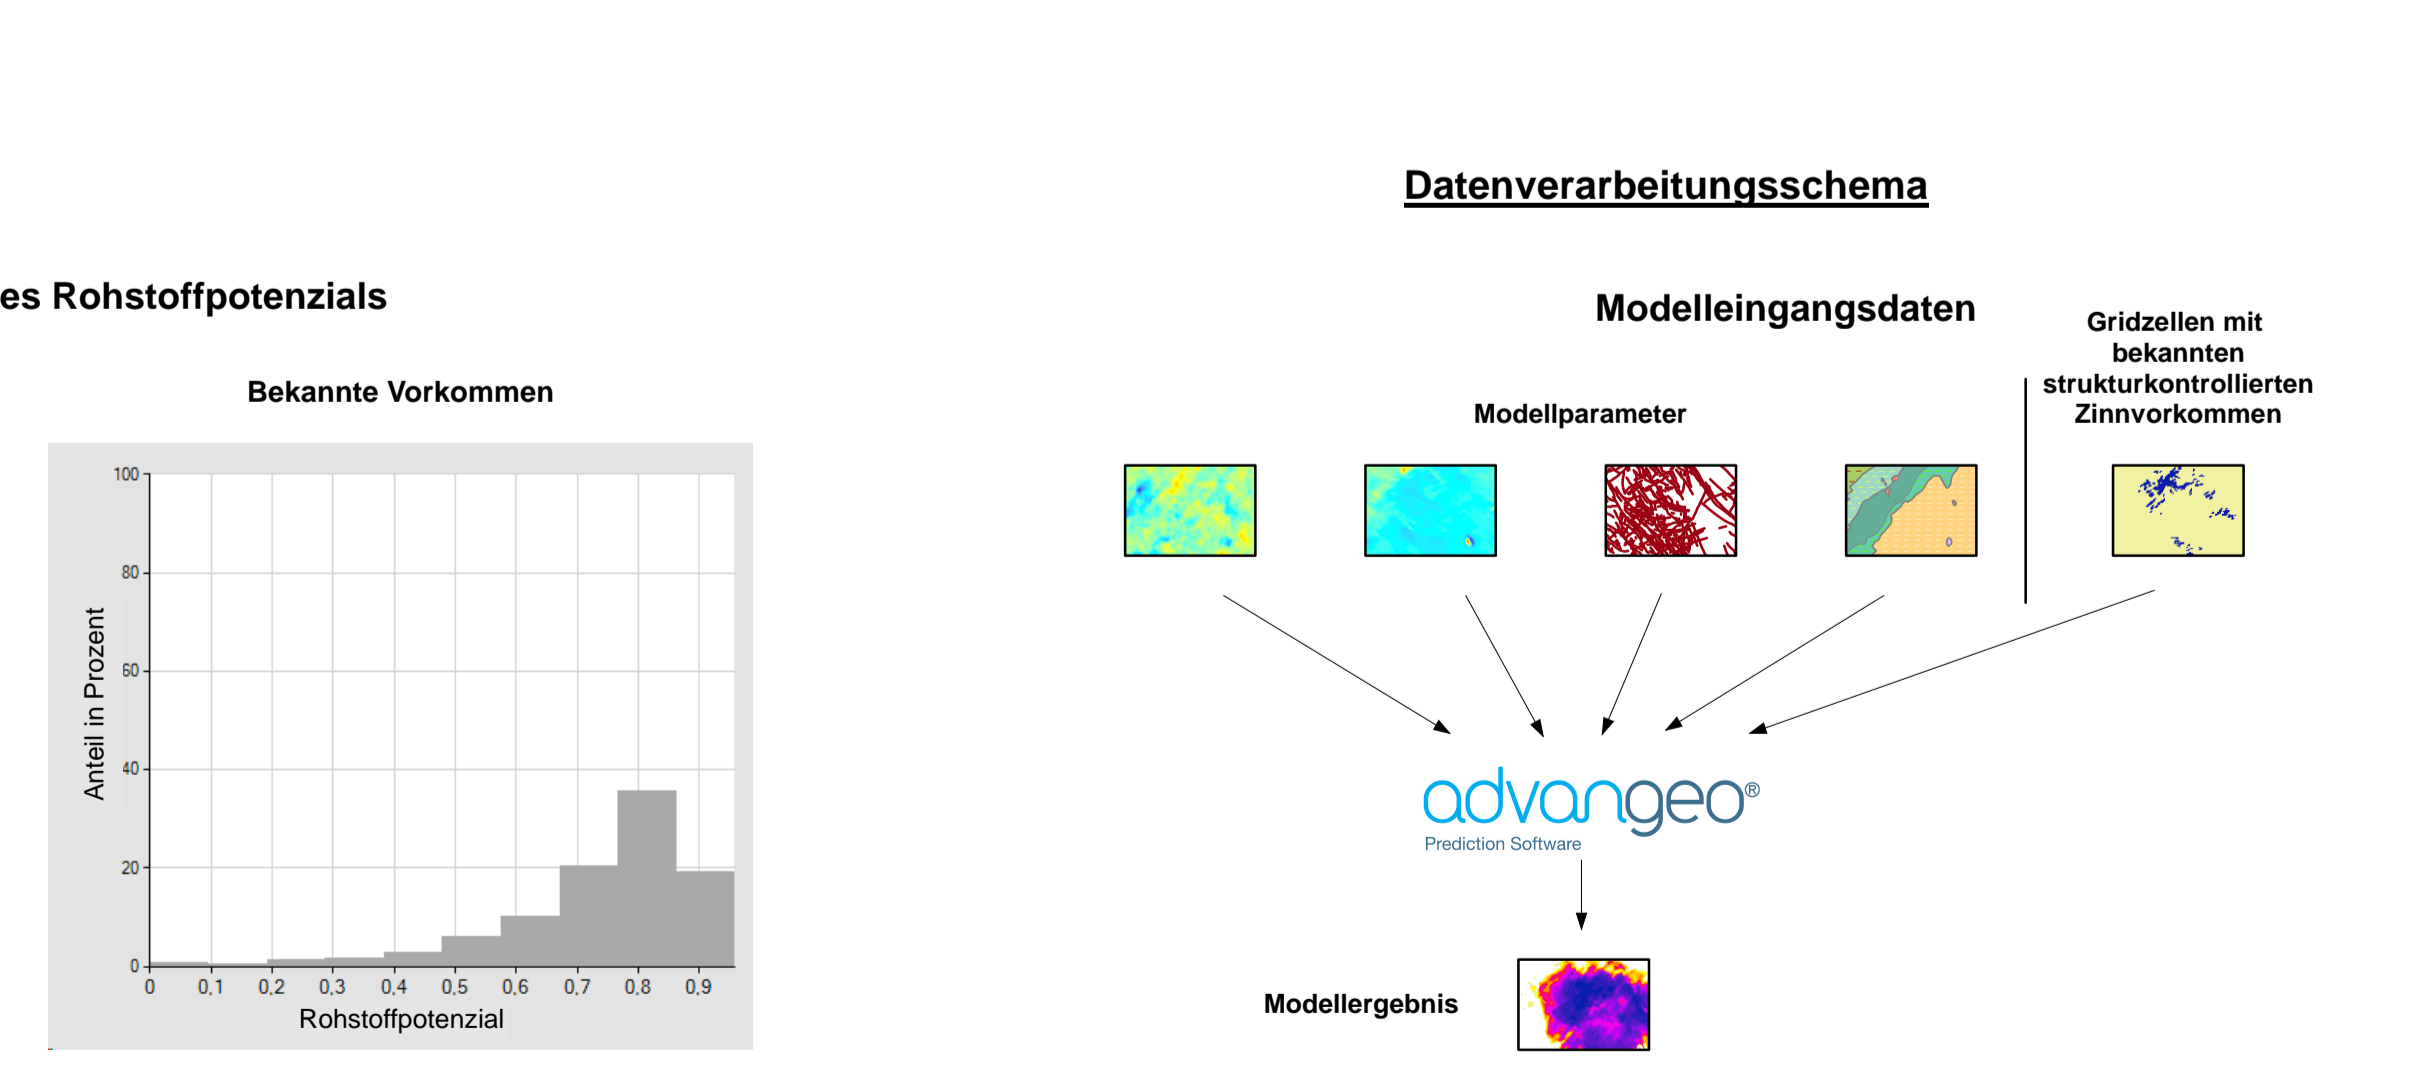 es Rohstoffpotenzials
Bekannte Vorkommen
100
80
60
40
20
0
Anteil in Prozent
0
0,1
0,2
0,3
0,4
0,5
0,6
0,7
0,8
0,9
Rohstoffpotenzial
Datenverarbeitungsschema
Modelleingangsdaten
Modellparameter
Gridzellen mit
bekannten
strukturkontrollierten
Zinnvorkommen
advangeo®
Prediction Software
Modellergebnis